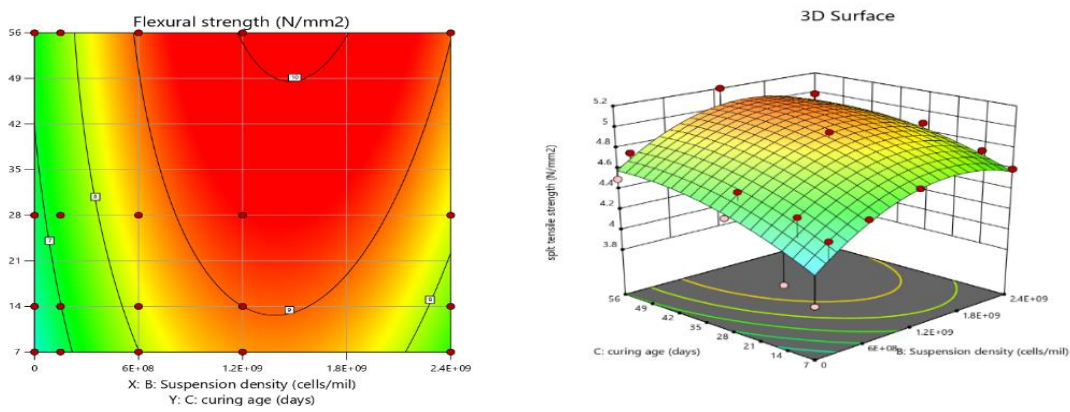 Flexural strength (N/mm2)
56
49
42
35
28
21
14
7
10
9
8
7
8
0
6E+08
1.2E+09
1.8E+09
2.4E+09
X: B: Suspension density (cells/mil)
Y: C: curing age (days)
3D Surface
5.2
5
4.8
4.6
4.4
4.2
4
3.8
splt tensile strength (N/mm2)
56
49
42
35
28
21
14
7
0
6E+08
1.2E+09
1.8E+09
2.4E+09
C: curing age (days)
B: Suspension density (cells/mil)